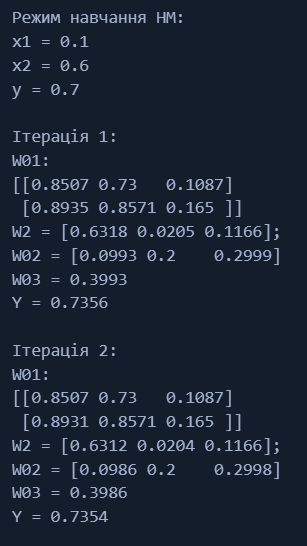 Режим навчання НМ:
x1 = 0.1
x2 = 0.6
y = 0.7
Ітерація 1:
W01:
[[0.8507 0.73   0.1087]
 [0.8935 0.8571 0.165 ]]
W2 = [0.6318 0.0205 0.1166];
W02 = [0.0993 0.2    0.2999]
W03 = 0.3993
Y = 0.7356
Ітерація 2:
W01:
[[0.8507 0.73   0.1087]
 [0.8931 0.8571 0.165 ]]
W2 = [0.6312 0.0204 0.1166];
W02 = [0.0986 0.2    0.2998]
W03 = 0.3986
Y = 0.7354